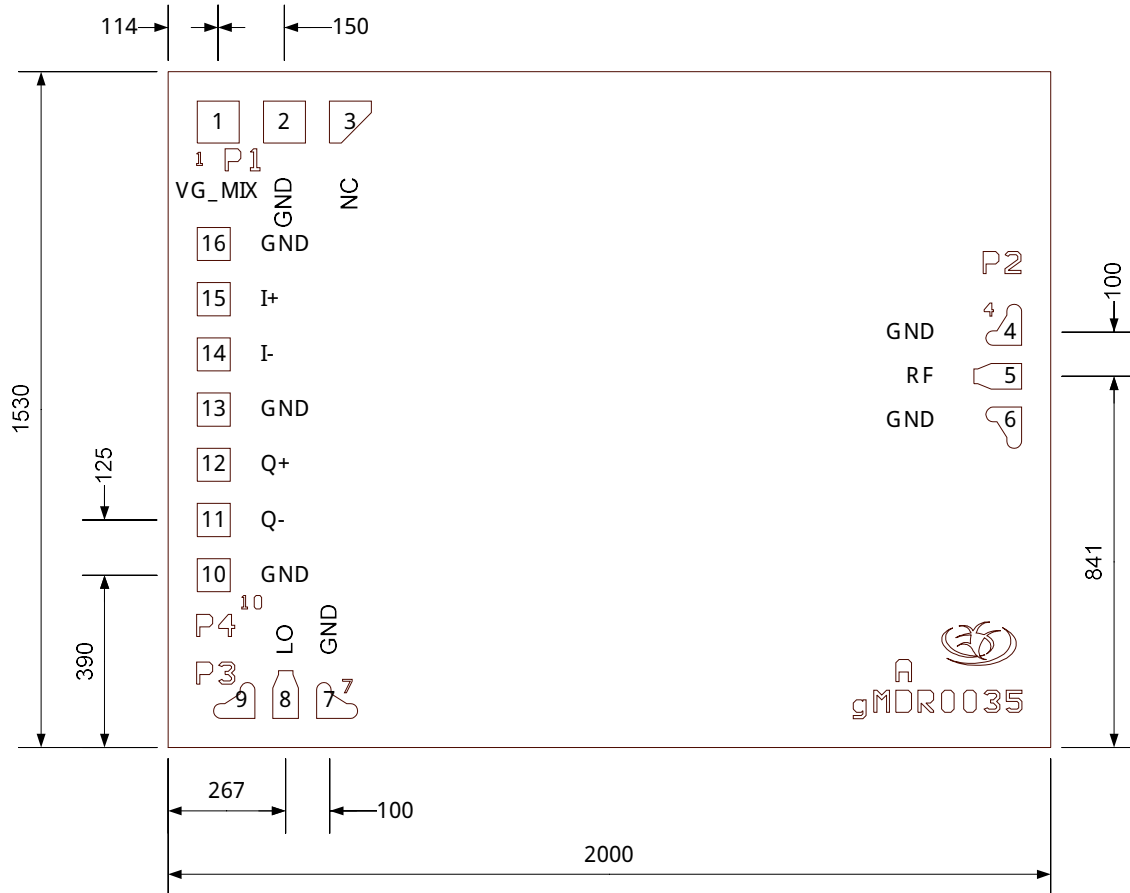 114 150
1 2 3
1 P1
VG_MIX GND NC
16 GND
P2
15 I+
100
4
GND 4
14 I-
RF 5
1530
13 GND
GND 6
12 Q+
125
11 Q-
841
10 GND
10
P4 LO GND
390
P3
A
9 8 7 7
gMDR0035
267
100
2000